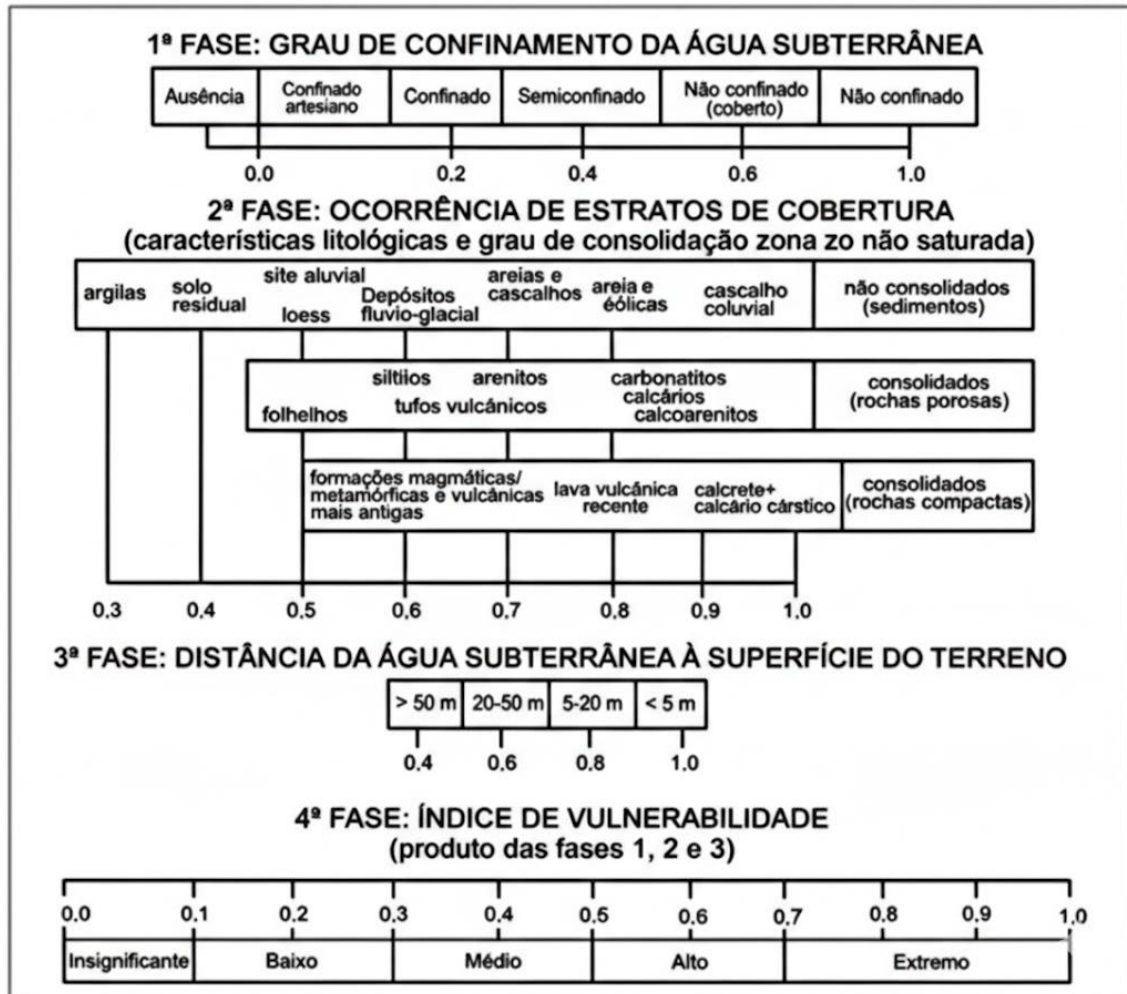 1ª FASE: GRAU DE CONFINAMENTO DA ÁGUA SUBTERRÂNEA
Ausência
Confinado
artesiano
Confinado
Semiconfinado
Não confinado
(coberto)
Não confinado
0.0 0.2 0.4 0.6 1.0
2ª FASE: OCORRÊNCIA DE ESTRATOS DE COBERTURA
(características litológicas e grau de consolidação zona zo não saturada)
argilas
solo
residual
site aluvial
loess
Depósitos
flúvio-glacial
areias e
cascalhos
areia e
éólicas
cascalho
coluvial
não consolidados
(sedimentos)
folhelhos
siltiios
arenitos
tufos vulcánicos
carbonatitos
calcários
calcoarenitos
consolidados
(rochas porosas)
formações magmáticas/
metamórficas e vulcânicas
mais antigas
lava vulcânica
recente
calcrete+
calcário cárstico
consolidados
(rochas compactas)
0.3 0.4 0.5 0.6 0.7 0.8 0.9 1.0
3ª FASE: DISTÂNCIA DA ÁGUA SUBTERRÂNEA À SUPERFÍCIE DO TERRENO
> 50 m 20-50 m 5-20 m < 5 m
0.4 0.6 0.8 1.0
4ª FASE: ÍNDICE DE VULNERABILIDADE
(produto das fases 1, 2 e 3)
0.0 0.1 0.2 0.3 0.4 0.5 0.6 0.7 0.8 0.9 1.0
Insignificante Baixo Médio Alto Extremo